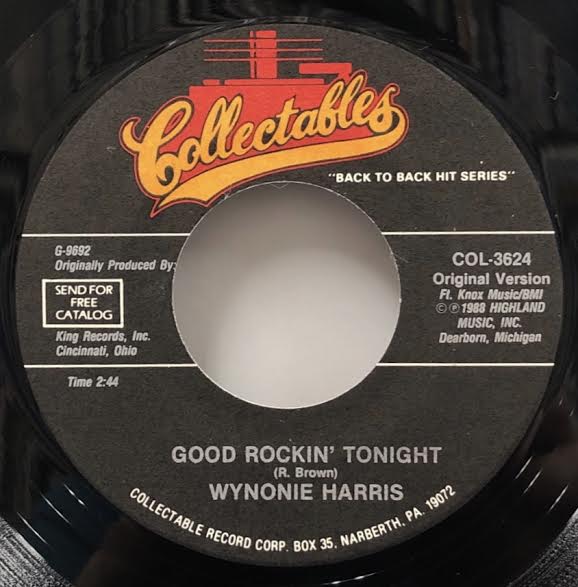 Collectables
"BACK TO BACK HIT SERIES"
G-9692
Originally Produced By:
SEND FOR
FREE
CATALOG
King Records, Inc.
Cincinnati, Ohio
Time 2:44
COL-3624
Original Version
Ft. Knox Music/BMI
© ℗ 1988 HIGHLAND
MUSIC, INC.
Dearborn, Michigan
GOOD ROCKIN' TONIGHT
(R. Brown)
WYNONIE HARRIS
COLLECTABLE RECORD CORP. BOX 35, NARBERTH, PA. 19072